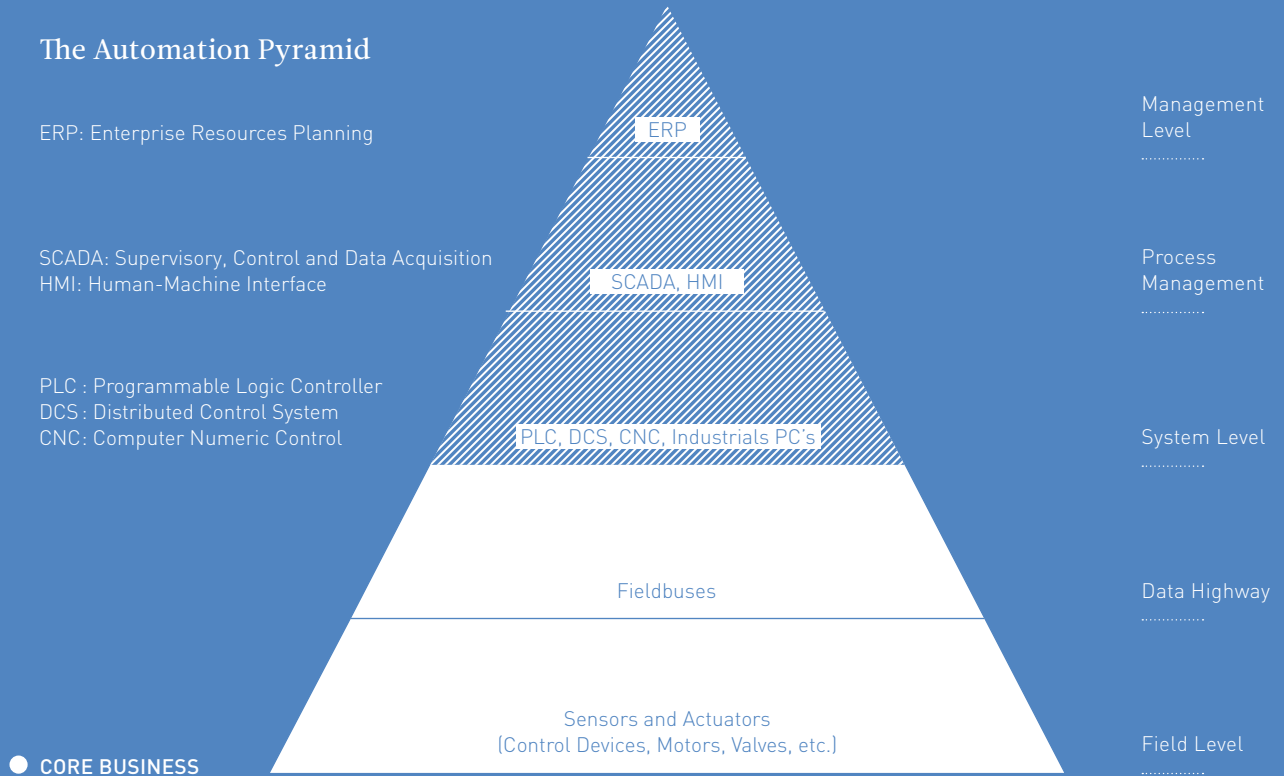 The Automation Pyramid
ERP: Enterprise Resources Planning
ERP
Management
Level
SCADA: Supervisory, Control and Data Acquisition
HMI: Human-Machine Interface
SCADA, HMI
Process
Management
PLC : Programmable Logic Controller
DCS : Distributed Control System
CNC : Computer Numeric Control
PLC, DCS, CNC, Industrials PC's
System Level
Fieldbuses
Data Highway
Sensors and Actuators
(Control Devices, Motors, Valves, etc.)
Field Level
CORE BUSINESS